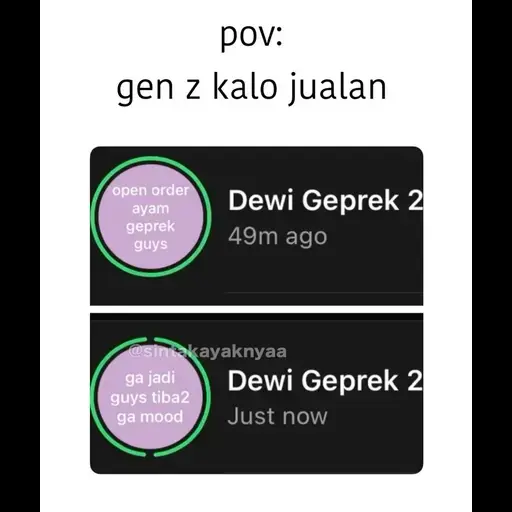 pov:
gen z kalo jualan
open order
ayam
geprek
guys
Dewi Geprek 2
49m ago
@sintakayaknyaa
ga jadi
guys tiba2
ga mood
Dewi Geprek 2
Just now